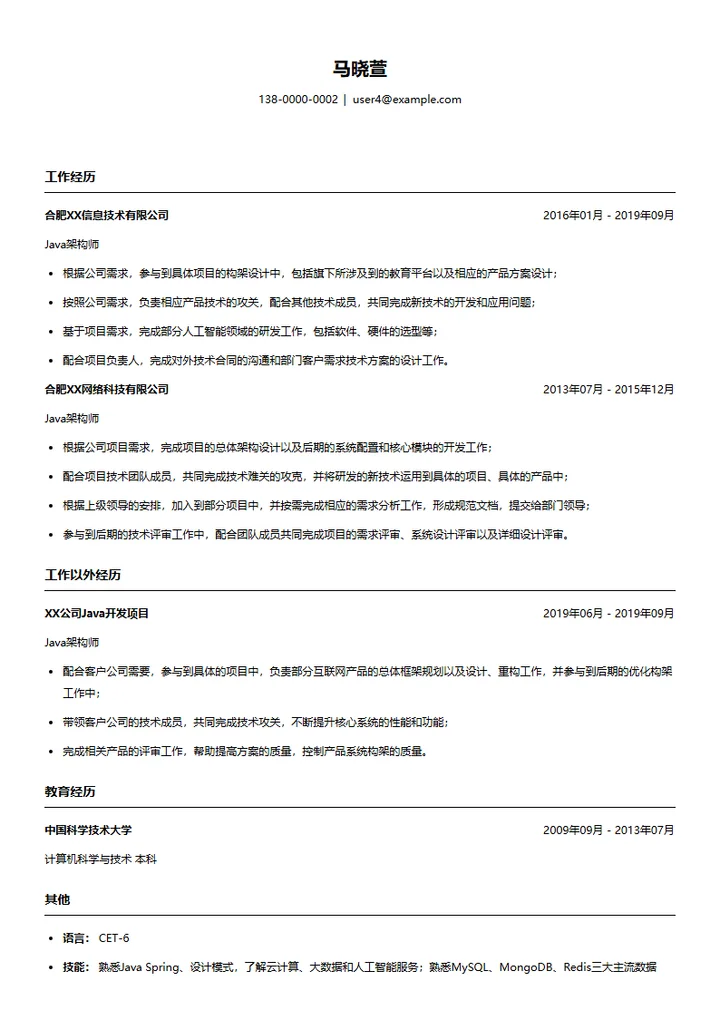 马晓萱
138-0000-0002 | user4@example.com
工作经历
合肥XX信息技术有限公司 2016年01月 - 2019年09月
Java架构师
• 根据公司需求，参与到具体项目的构架设计中，包括旗下所涉及到的教育平台以及相应的产品方案设计；
• 按照公司需求，负责相应产品技术的攻关，配合其他技术成员，共同完成新技术的开发和应用问题；
• 基于项目需求，完成部分人工智能领域的研发工作，包括软件、硬件的选型等；
• 配合项目负责人，完成对外技术合同的沟通和部门客户需求技术方案的设计工作。
合肥XX网络科技有限公司 2013年07月 - 2015年12月
Java架构师
• 根据公司项目需求，完成项目的总体架构设计以及后期的系统配置和核心模块的开发工作；
• 配合项目技术团队成员，共同完成技术难关的攻克，并将研发的新技术运用到具体的项目、具体的产品中；
• 根据上级领导的安排，加入到部分项目中，并按需完成相应的需求分析工作，形成规范文档，提交给部门领导；
• 参与到后期的技术评审工作中，配合团队成员共同完成项目的需求评审、系统设计评审以及详细设计评审。
工作以外经历
XX公司Java开发项目 2019年06月 - 2019年09月
Java架构师
• 配合客户公司需要，参与到具体的项目中，负责部分互联网产品的总体框架规划以及设计、重构工作，并参与到后期的优化构架
工作中；
• 带领客户公司的技术成员，共同完成技术攻关，不断提升核心系统的性能和功能；
• 完成相关产品的评审工作，帮助提高方案的质量，控制产品系统构架的质量。
教育经历
中国科学技术大学 2009年09月 - 2013年07月
计算机科学与技术 本科
其他
• 语言： CET-6
• 技能： 熟悉Java Spring、设计模式，了解云计算、大数据和人工智能服务；熟悉MySQL、MongoDB、Redis三大主流数据